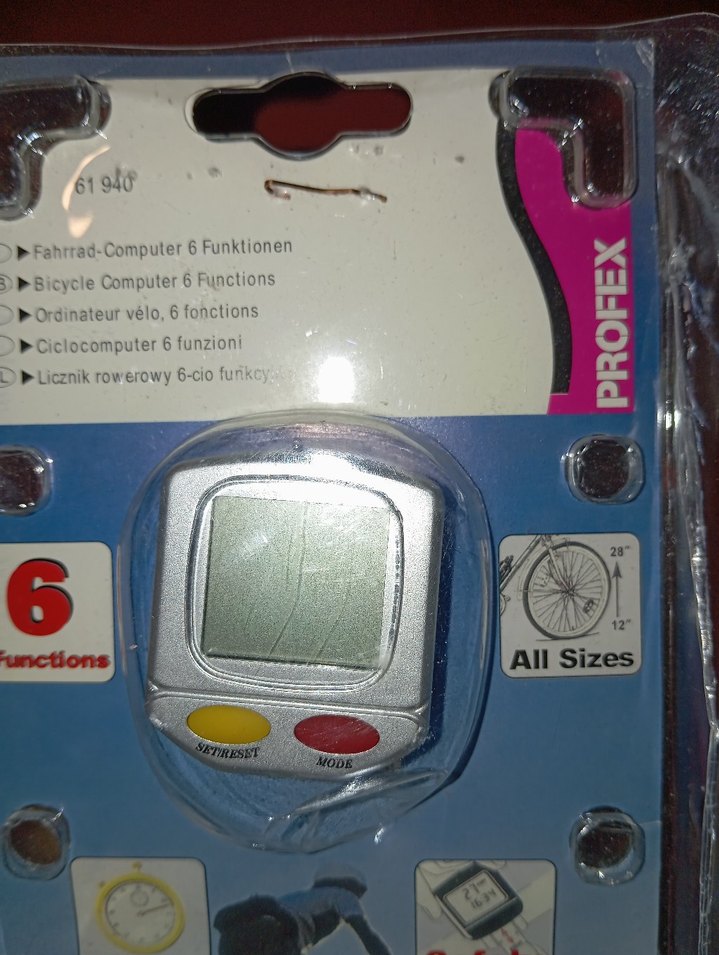 61 940
▶Fahrrad-Computer 6 Funktionen
▶Bicycle Computer 6 Functions
▶Ordinateur vélo, 6 fonctions
▶Ciclocomputer 6 funzioni
▶Licznik rowerowy 6-cio funkcy
PROFEX
6
Functions
28"
12"
All Sizes
SET/RESET
MODE